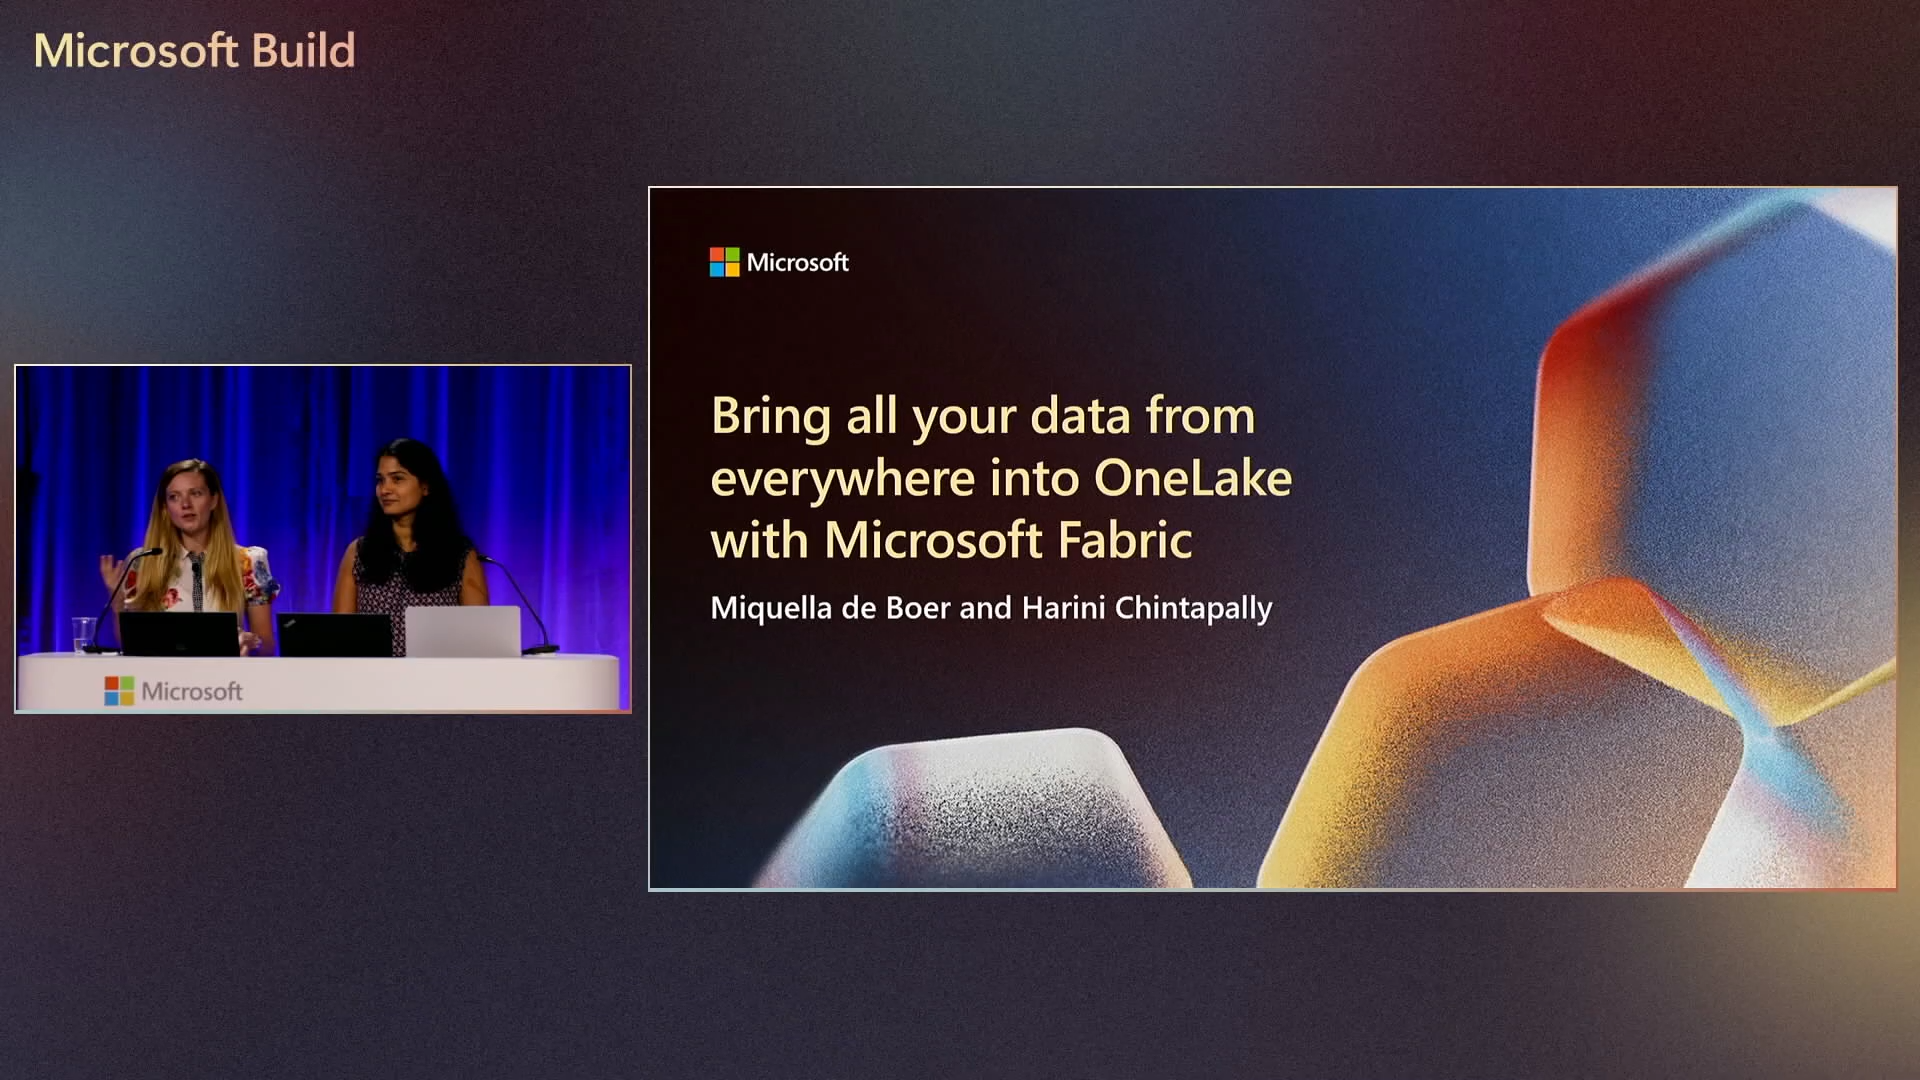 Microsoft Build
Microsoft
Bring all your data from
everywhere into OneLake
with Microsoft Fabric
Miquella de Boer and Harini Chintapally
Microsoft